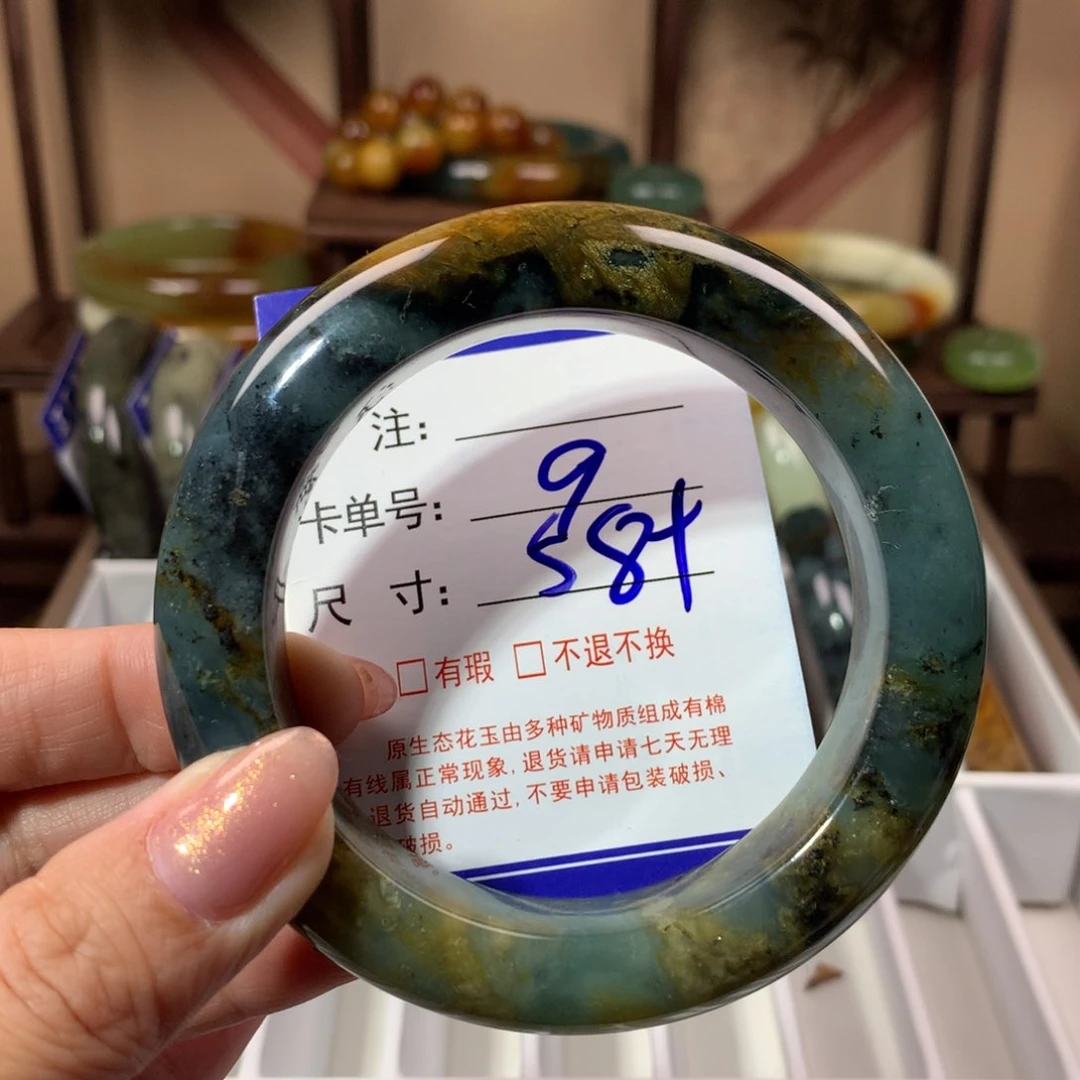 注:
卡单号: 9
尺 寸: 584
□有瑕 □不退不换
原生态花玉由多种矿物质组成有棉
有线属正常现象,退货请申请七天无理
退货自动通过,不要申请包装破损、
破损。